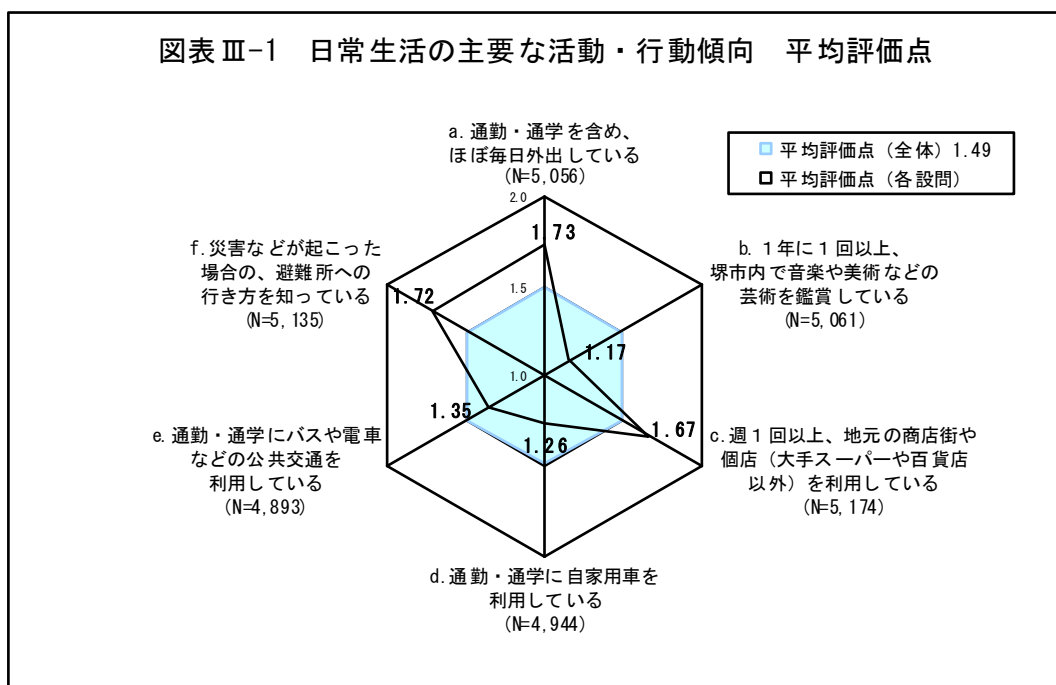 図表Ⅲ-1 日常生活の主要な活動・行動傾向 平均評価点
a.通勤・通学を含め、
ほぼ毎日外出している
(N=5,056)
平均評価点（全体）1.49
平均評価点（各設問）
2.0
1.73
f.災害などが起こった
場合の、避難所への
行き方を知っている
(N=5,135)
1.72
b.１年に１回以上、
堺市内で音楽や美術などの
芸術を鑑賞している
(N=5,061)
1.5
1.17
1.0
e.通勤・通学にバスや電車
などの公共交通を
利用している
(N=4,893)
1.35
1.26
1.67
c.週１回以上、地元の商店街や
個店（大手スーパーや百貨店
以外）を利用している
(N=5,174)
d.通勤・通学に自家用車を
利用している
(N=4,944)